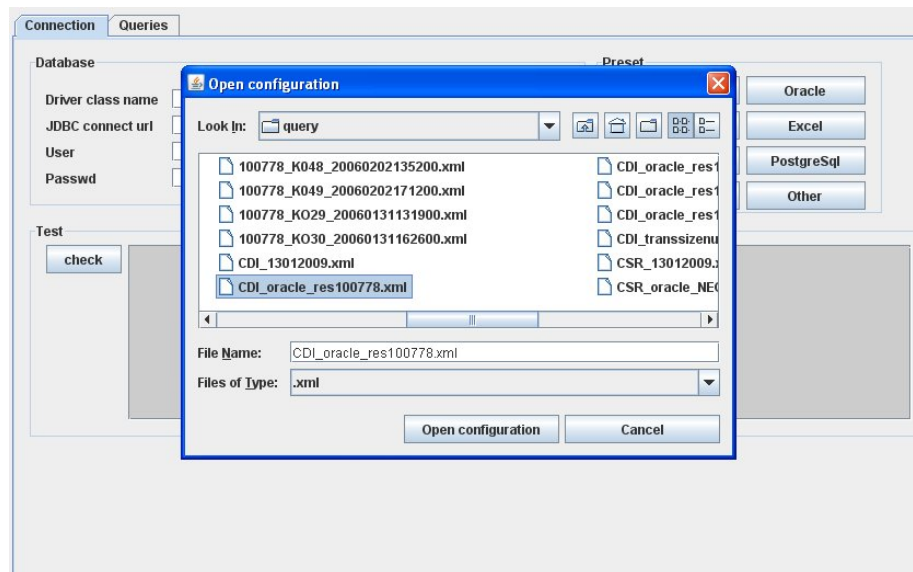 Connection Queries
Database
Preset
Open configuration
Driver class name
Oracle
Look In: query
JDBC connect url
Excel
User
100778_K048_20060202135200.xml CDI_oracle_res1
PostgreSql
Passwd
100778_K049_20060202171200.xml CDI_oracle_res1
Other
100778_KO29_20060131131900.xml CDI_oracle_res1
Test
100778_KO30_20060131162600.xml CDI_transsizenu
check
CDI_13012009.xml CSR_13012009.x
CDI_oracle_res100778.xml CSR_oracle_NE
File Name: CDI_oracle_res100778.xml
Files of Type: .xml
Open configuration Cancel